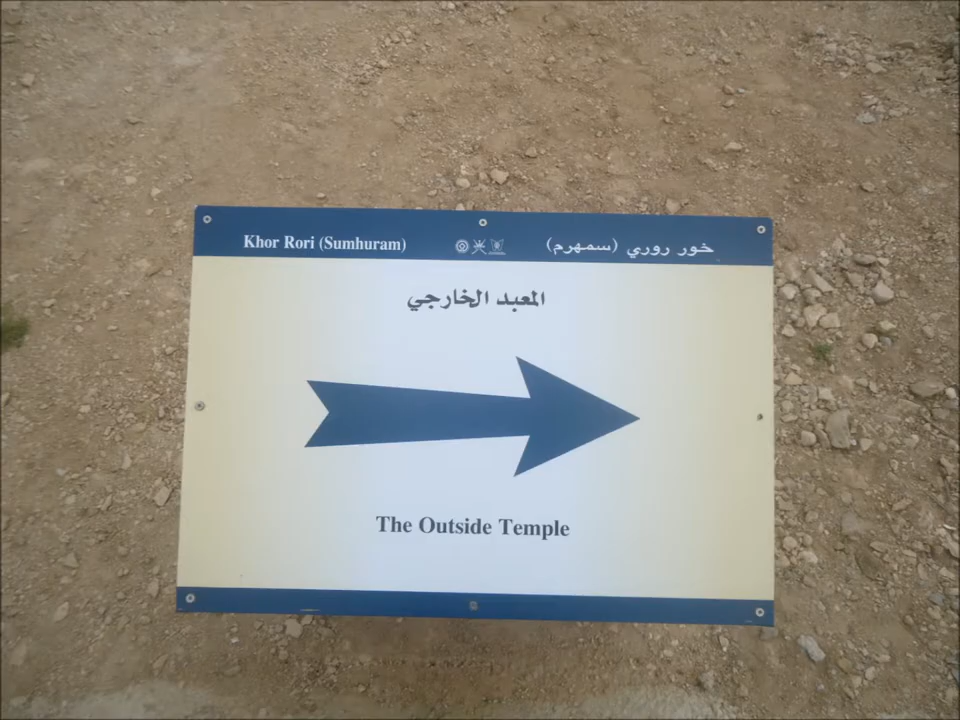 Khor Rori (Sumhuram)
خور روري (سمهرم)
المعبد الخارجي
The Outside Temple